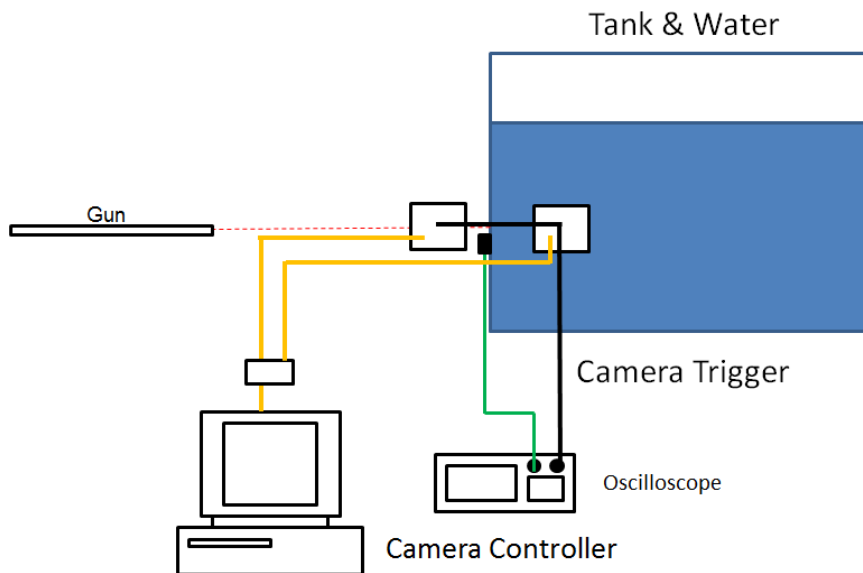 Tank & Water
Gun
Camera Trigger
Oscilloscope
Camera Controller